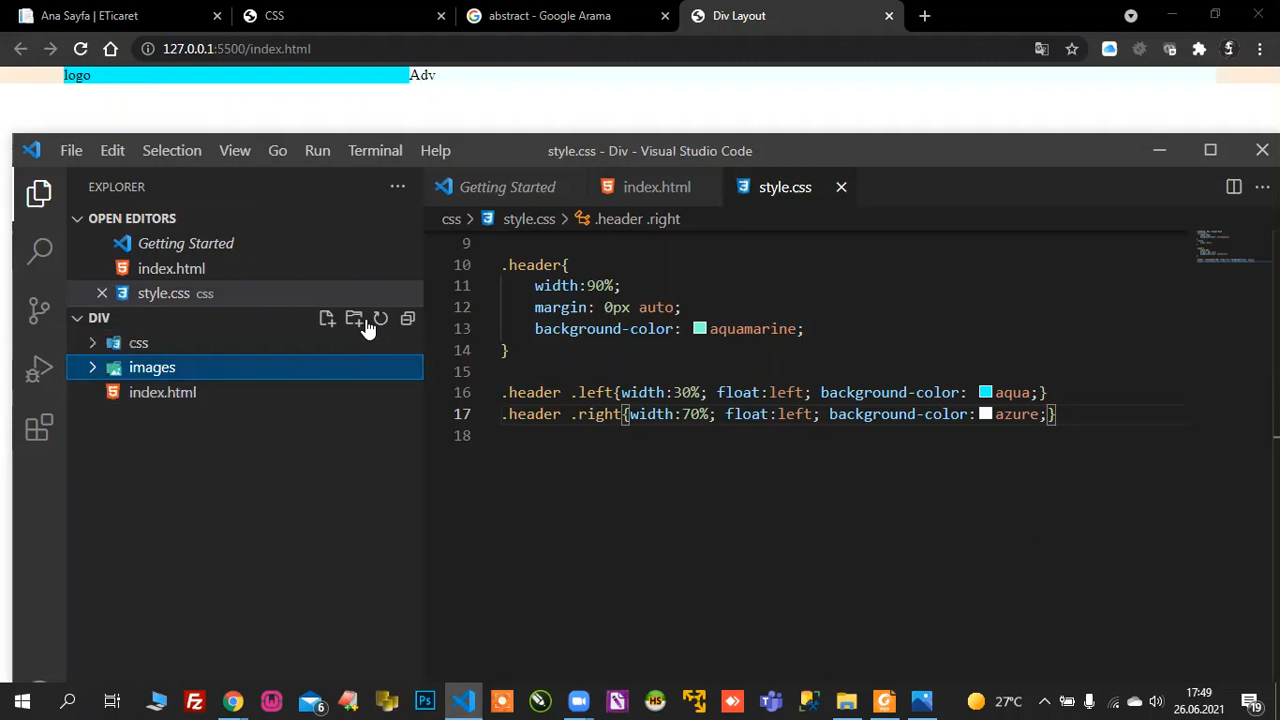 Ana Sayfa | ETicaret
CSS
abstract - Google Arama
Div Layout
127.0.0.1:5500/index.html
logo
Adv
File Edit Selection View Go Run Terminal Help
style.css - Div - Visual Studio Code
EXPLORER
Getting Started
index.html
style.css
OPEN EDITORS
css > style.css > .header .right
Getting Started
index.html
style.css css
DIV
css
images
index.html
9
10 .header{
11 width:90%;
12 margin: 0px auto;
13 background-color: aquamarine;
14 }
15
16 .header .left{width:30%; float:left; background-color: aqua;}
17 .header .right{width:70%; float:left; background-color: azure;}
18
6
Ps
27°C
17:49
26.06.2021
19